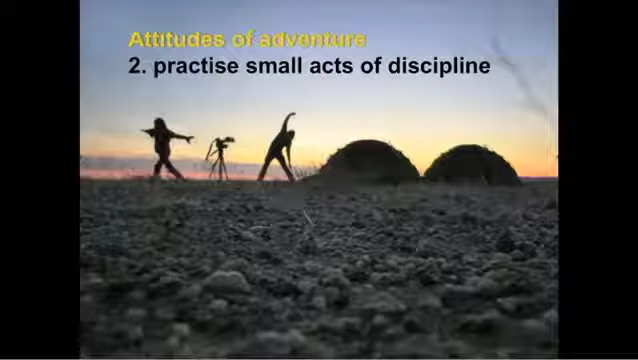 Attitudes of adventure
2. practise small acts of discipline